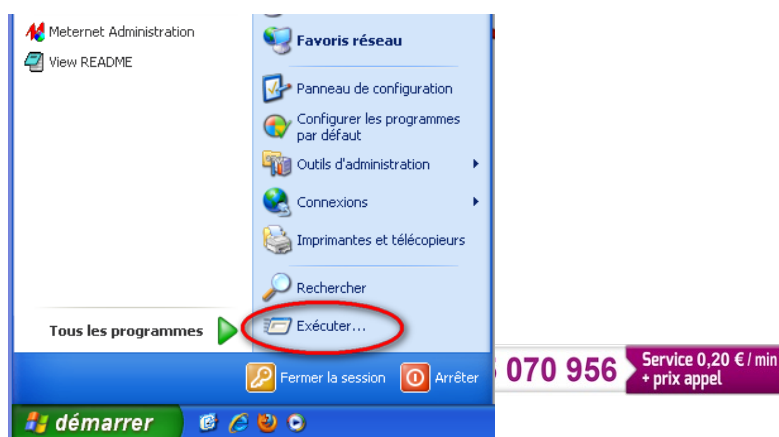 Meternet Administration
View README
Favoris réseau
Panneau de configuration
Configurer les programmes
par défaut
Outils d'administration
Connexions
Imprimantes et télécopieurs
Rechercher
Exécuter...
Tous les programmes
Fermer la session
Arrêter
démarrer
070 956
Service 0,20 € / min
+ prix appel